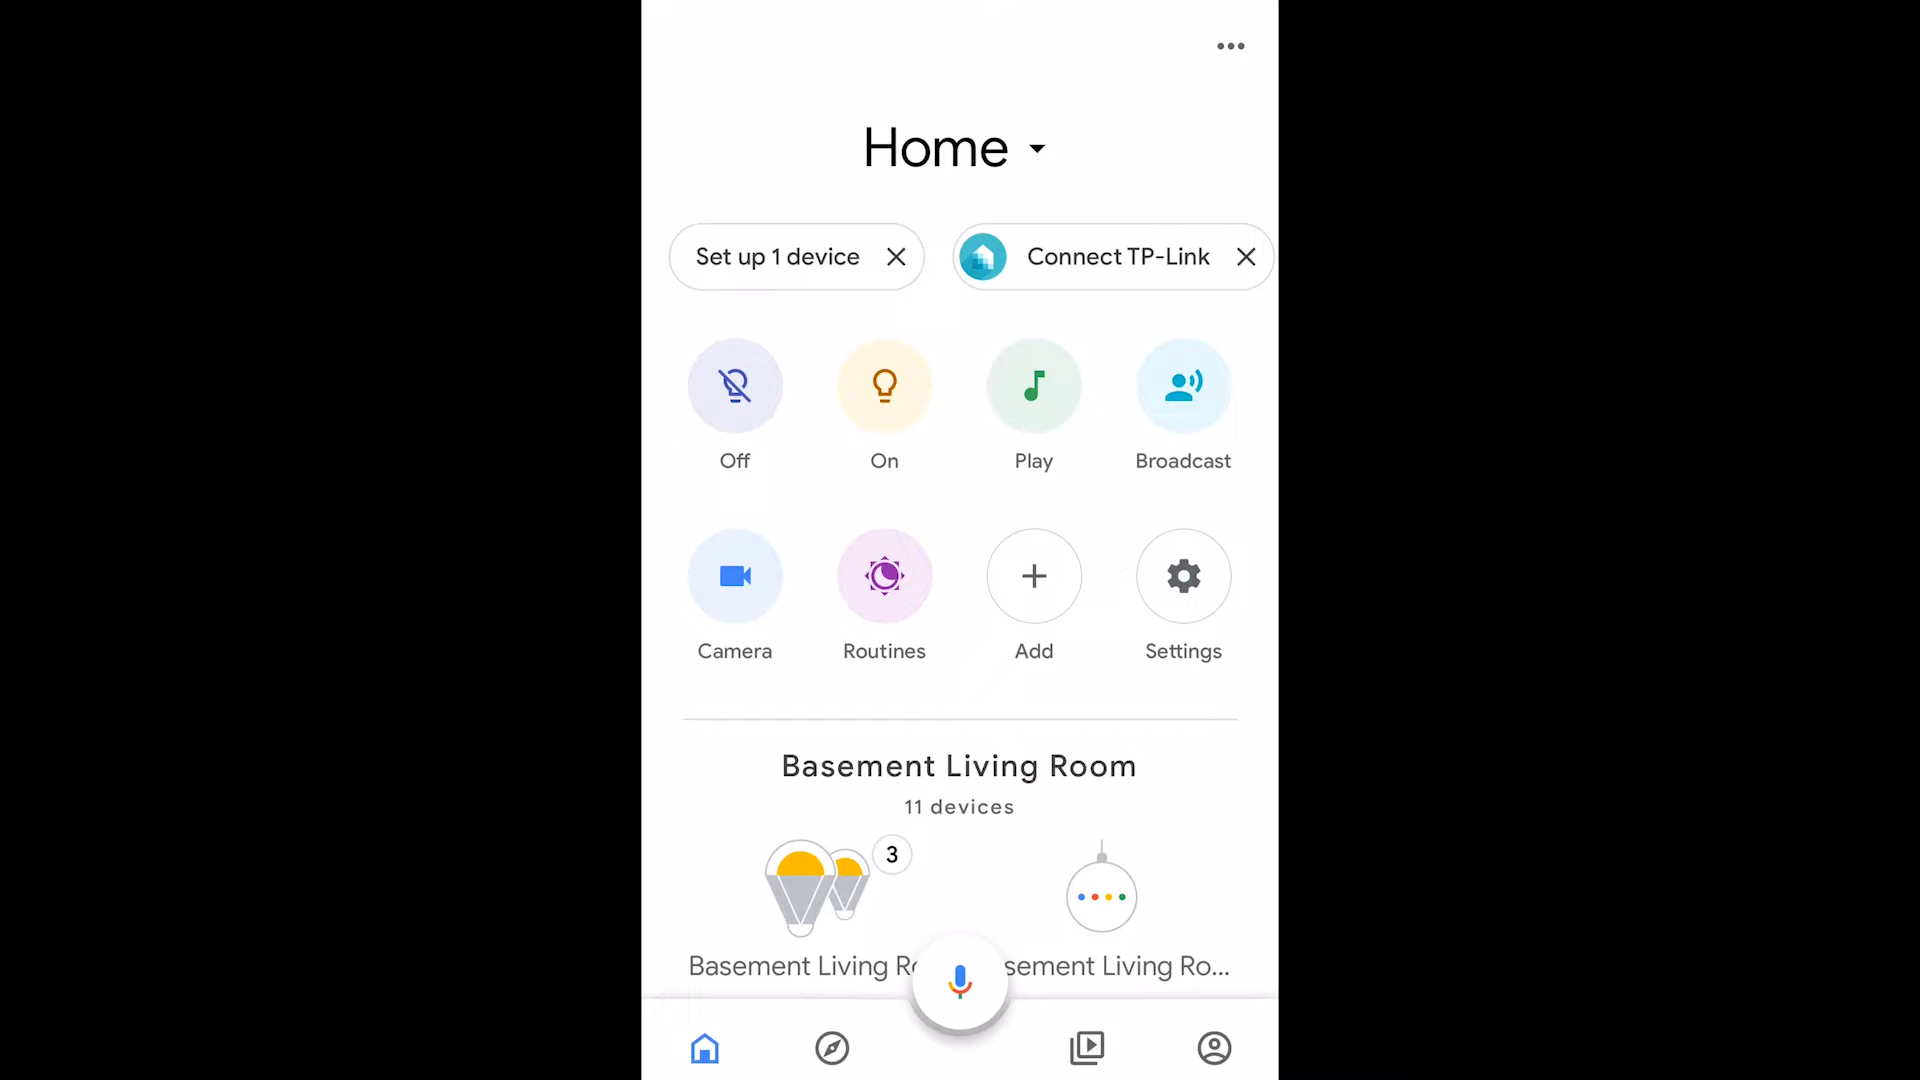 Home
Set up 1 device
Connect TP-Link
Off
On
Play
Broadcast
Camera
Routines
Add
Settings
Basement Living Room
11 devices
3
Basement Living R
sement Living Ro...